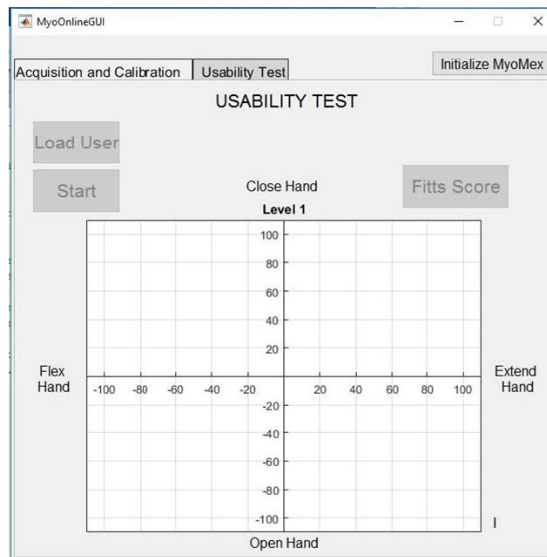 MyoOnlineGUI
Initialize MyoMex
Acquisition and Calibration Usability Test
USABILITY TEST
Load User
Start
Fitts Score
Close Hand
Level 1
100
80
60
40
20
Flex
Hand
-100 -80 -60 -40 -20 20 40 60 80 100
Extend
Hand
-20
-40
-60
-80
-100
Open Hand